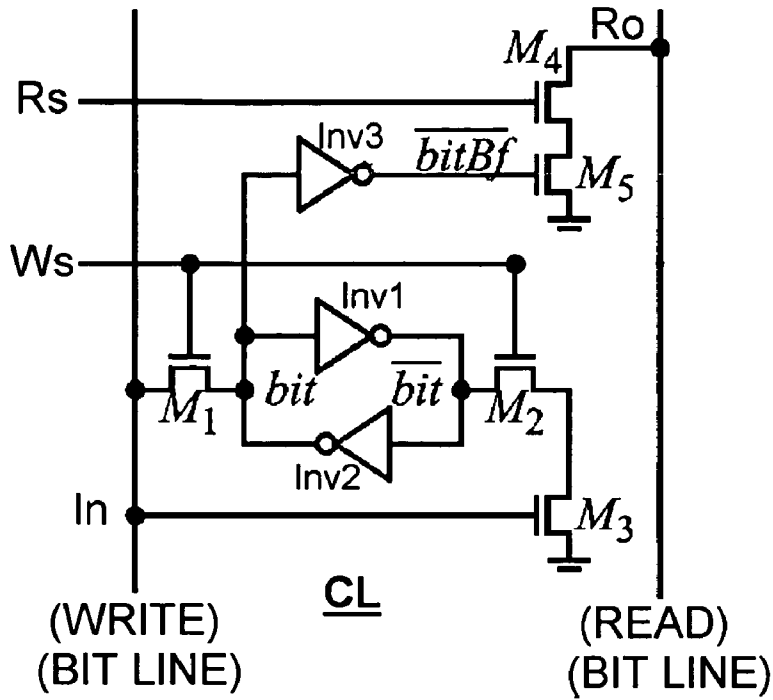 Ro
M4
Rs
Inv3
bitBf
M5
Ws
Inv1
bit
bit
M1
M2
Inv2
In
M3
CL
(WRITE)
(BIT LINE)
(READ)
(BIT LINE)